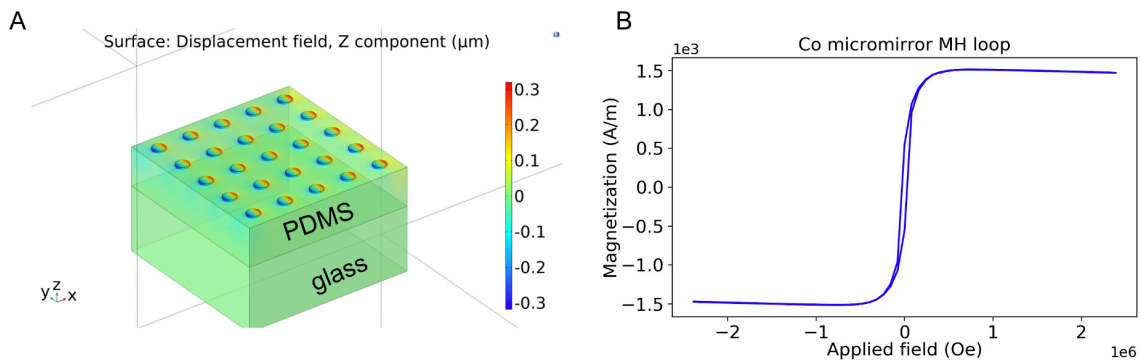 A
Surface: Displacement field, Z component (µm)
0.3
0.2
0.1
0
-0.1
-0.2
-0.3
PDMS
glass
z
y x
B
Co micromirror MH loop
1e3
1.5
1.0
0.5
0.0
−0.5
−1.0
−1.5
Magnetization (A/m)
−2 −1 0 1 2
Applied field (Oe)
1e6